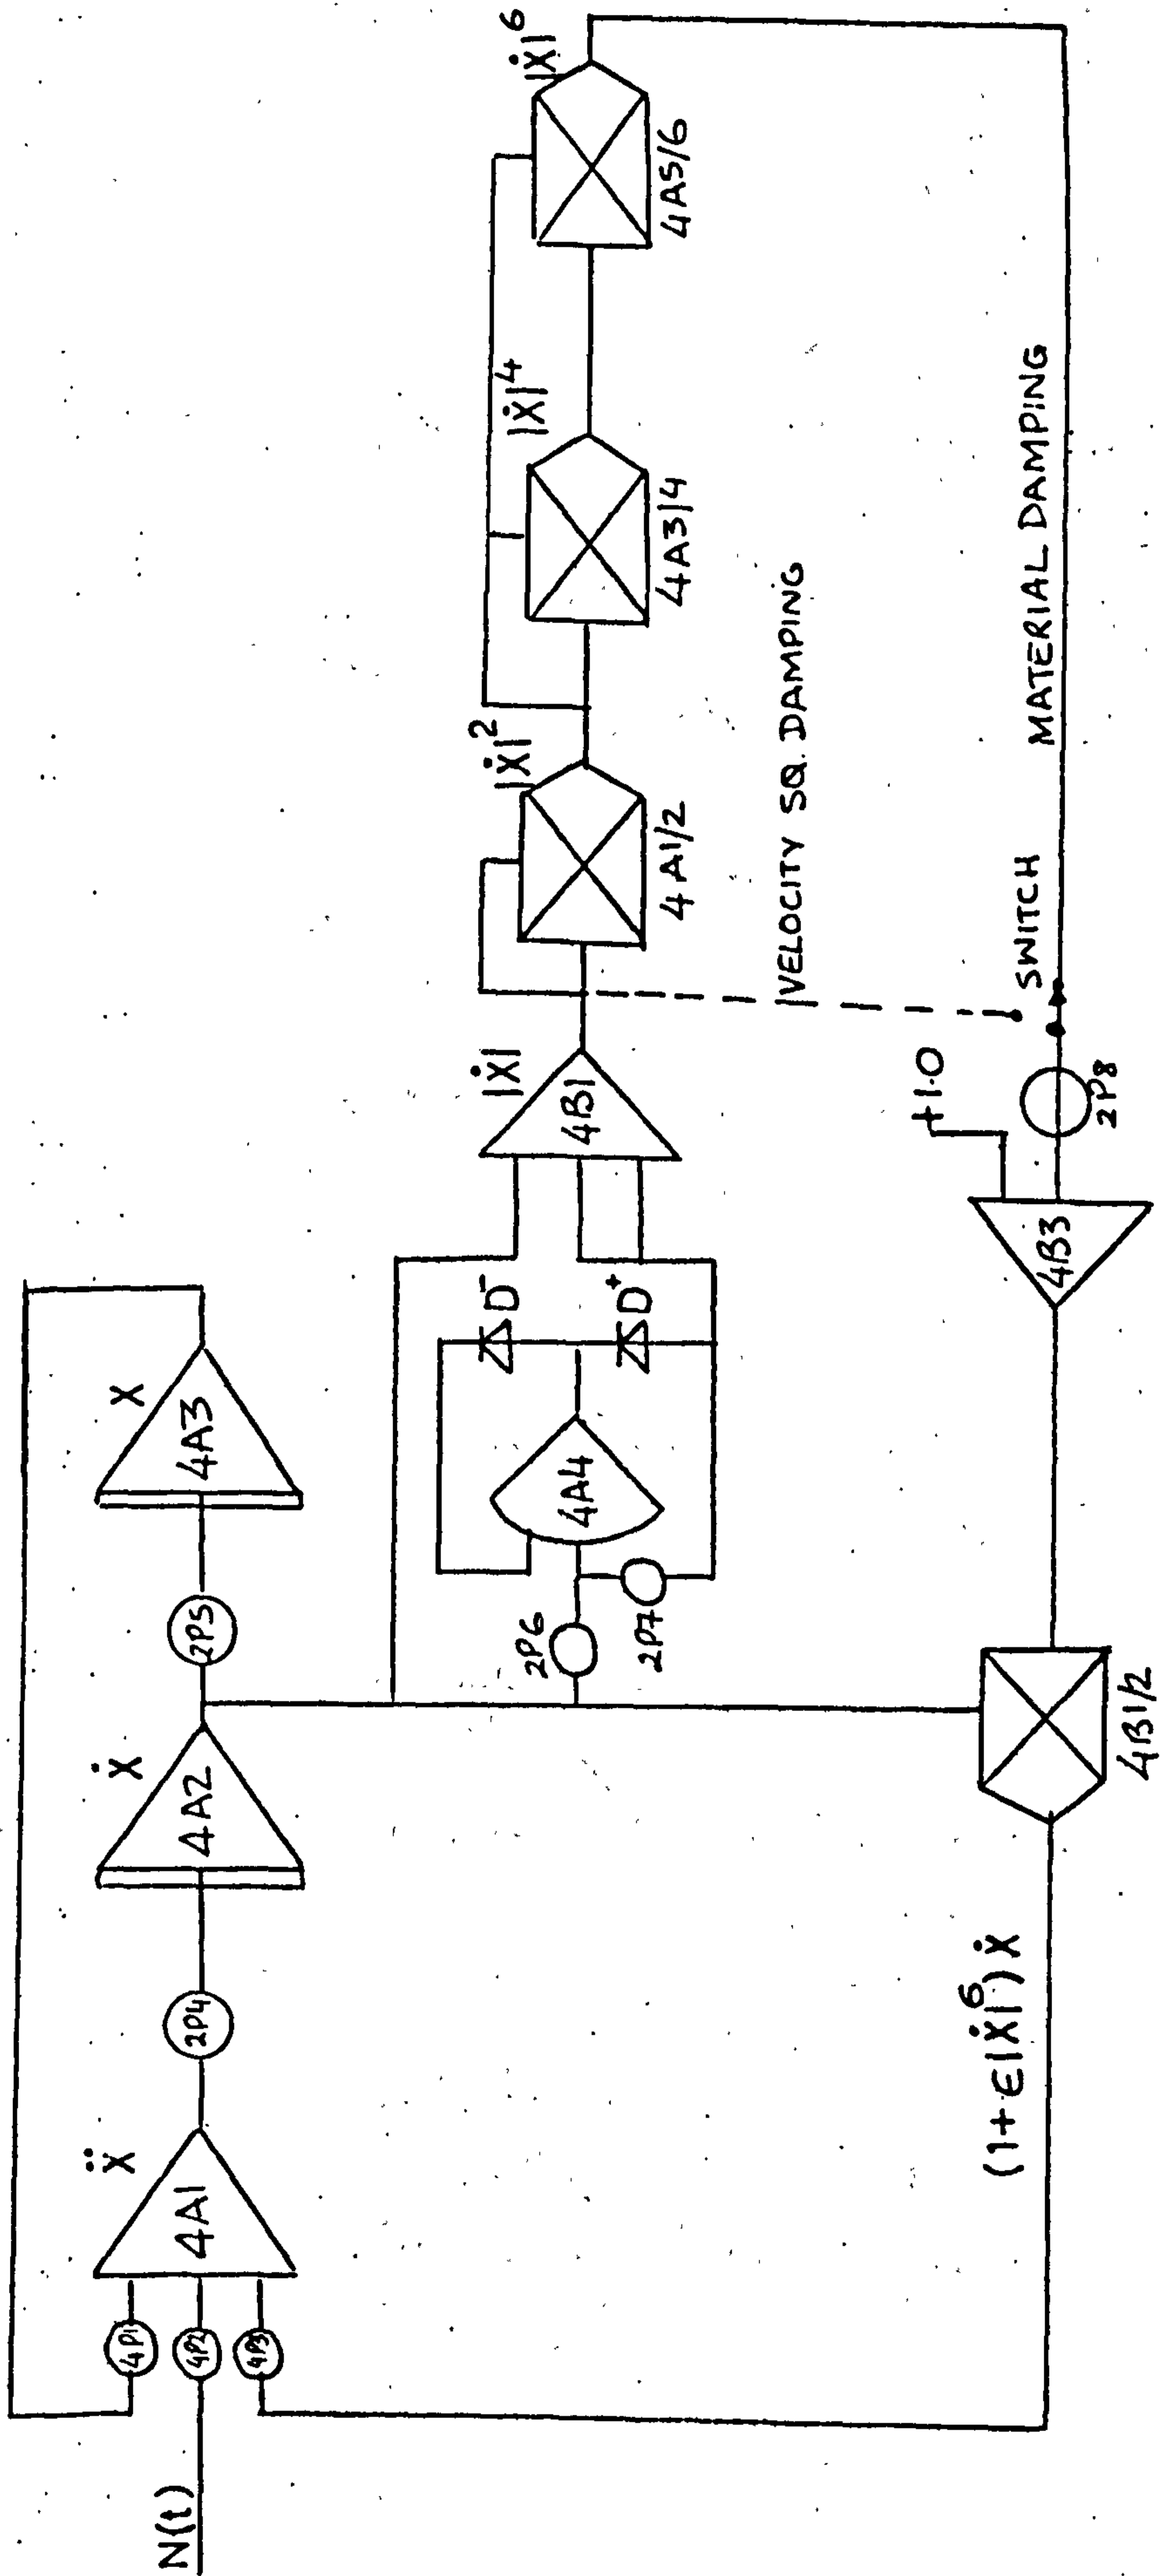 N(t)
4P1
4P2
4P3
Ẍ
4A1
2P4
Ẋ
4A2
2P5
X
4A3
2P6
2P7
4A4
D⁻
D⁺
|Ẋ|
4B1
|Ẋ|²
4A1/2
|Ẋ|⁴
4A3/4
|Ẋ|⁶
4A5/6
VELOCITY SQ. DAMPING
MATERIAL DAMPING
SWITCH
+1.0
2P8
4B3
4B1/2
(1+ϵ|Ẋ|⁶)Ẋ